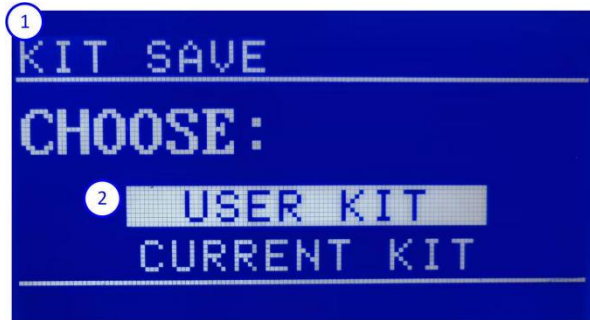 1
KIT SAVE
CHOOSE:
2 USER KIT
CURRENT KIT